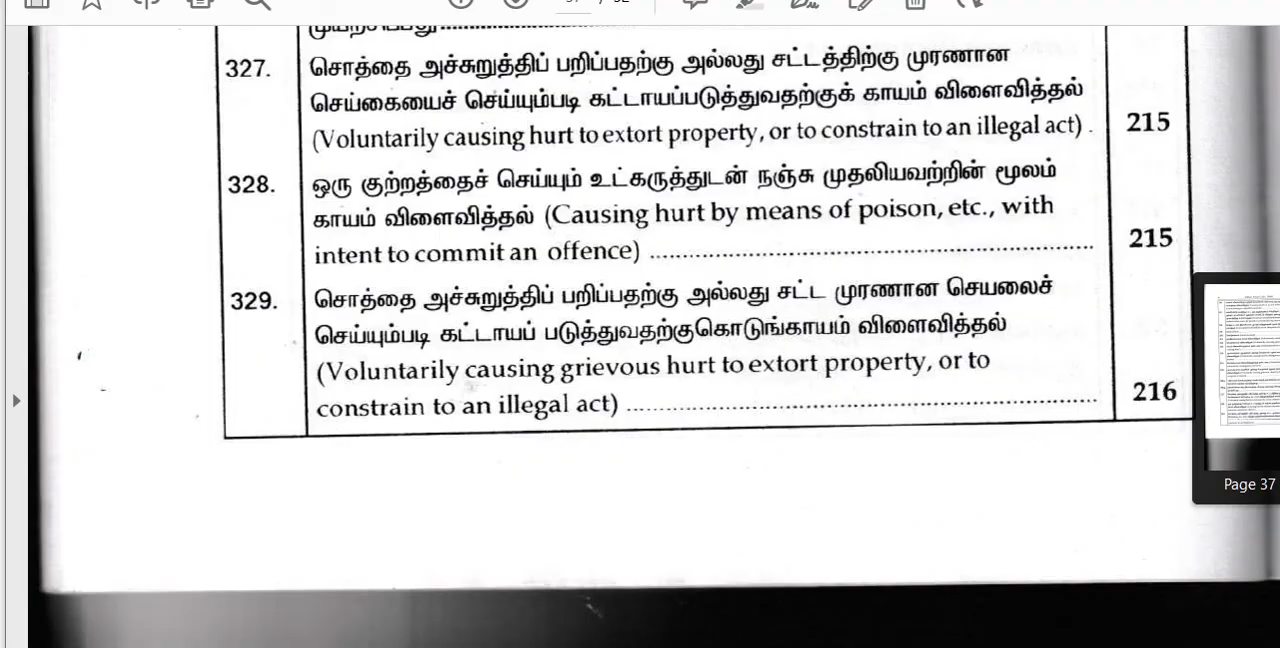 327. சொத்தை அச்சுறுத்திப் பறிப்பதற்கு அல்லது சட்டத்திற்கு முரணான
செய்கையைச் செய்யும்படி கட்டாயப்படுத்துவதற்குக் காயம் விளைவித்தல்
(Voluntarily causing hurt to extort property, or to constrain to an illegal act) . 215
328. ஒரு குற்றத்தைச் செய்யும் உட்கருத்துடன் நஞ்சு முதலியவற்றின் மூலம்
காயம் விளைவித்தல் (Causing hurt by means of poison, etc., with
intent to commit an offence) ........................................................................ 215
329. சொத்தை அச்சுறுத்திப் பறிப்பதற்கு அல்லது சட்ட முரணான செயலைச்
செய்யும்படி கட்டாயப் படுத்துவதற்குகொடுங்காயம் விளைவித்தல்
(Voluntarily causing grievous hurt to extort property, or to
constrain to an illegal act) ............................................................................ 216
Page 37